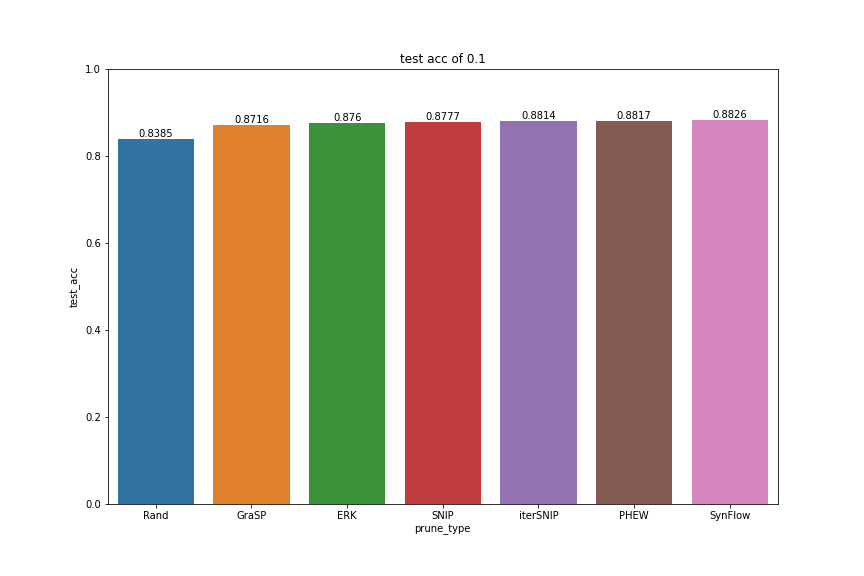 test acc of 0.1
1.0
0.8
0.6
0.4
0.2
0.0
test_acc
0.8385
0.8716
0.876
0.8777
0.8814
0.8817
0.8826
Rand
GraSP
ERK
SNIP
iterSNIP
PHEW
SynFlow
prune_type